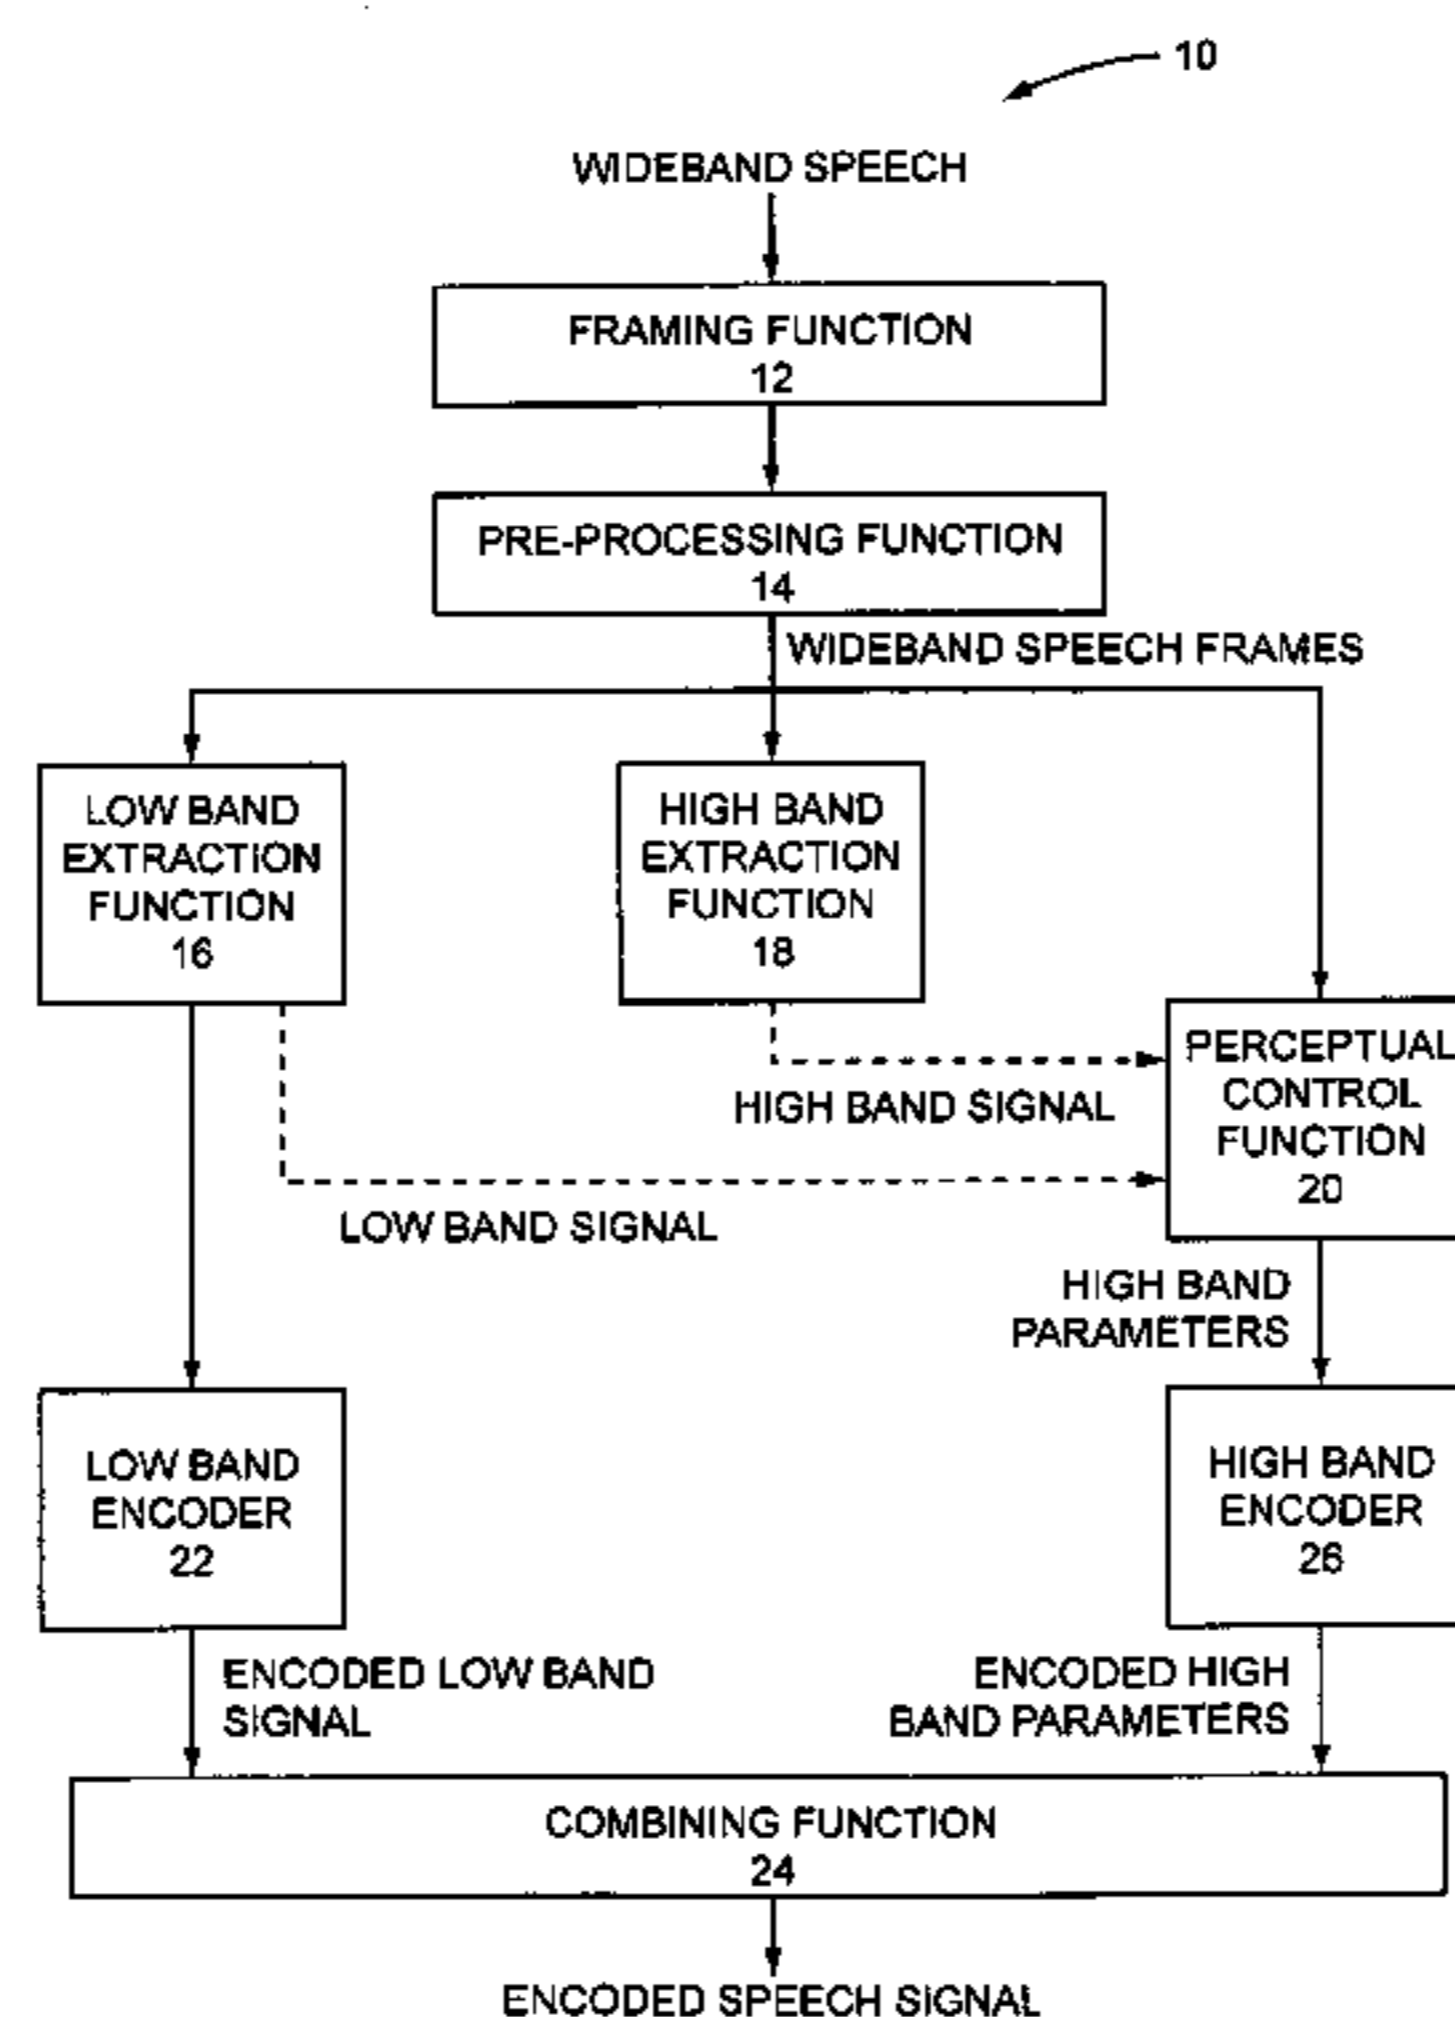 10
WIDEBAND SPEECH
FRAMING FUNCTION
12
PRE-PROCESSING FUNCTION
14
WIDEBAND SPEECH FRAMES
LOW BAND
EXTRACTION
FUNCTION
16
HIGH BAND
EXTRACTION
FUNCTION
18
PERCEPTUAL
CONTROL
FUNCTION
20
HIGH BAND SIGNAL
LOW BAND SIGNAL
HIGH BAND
PARAMETERS
LOW BAND
ENCODER
22
HIGH BAND
ENCODER
26
ENCODED LOW BAND
SIGNAL
ENCODED HIGH
BAND PARAMETERS
COMBINING FUNCTION
24
ENCODED SPEECH SIGNAL